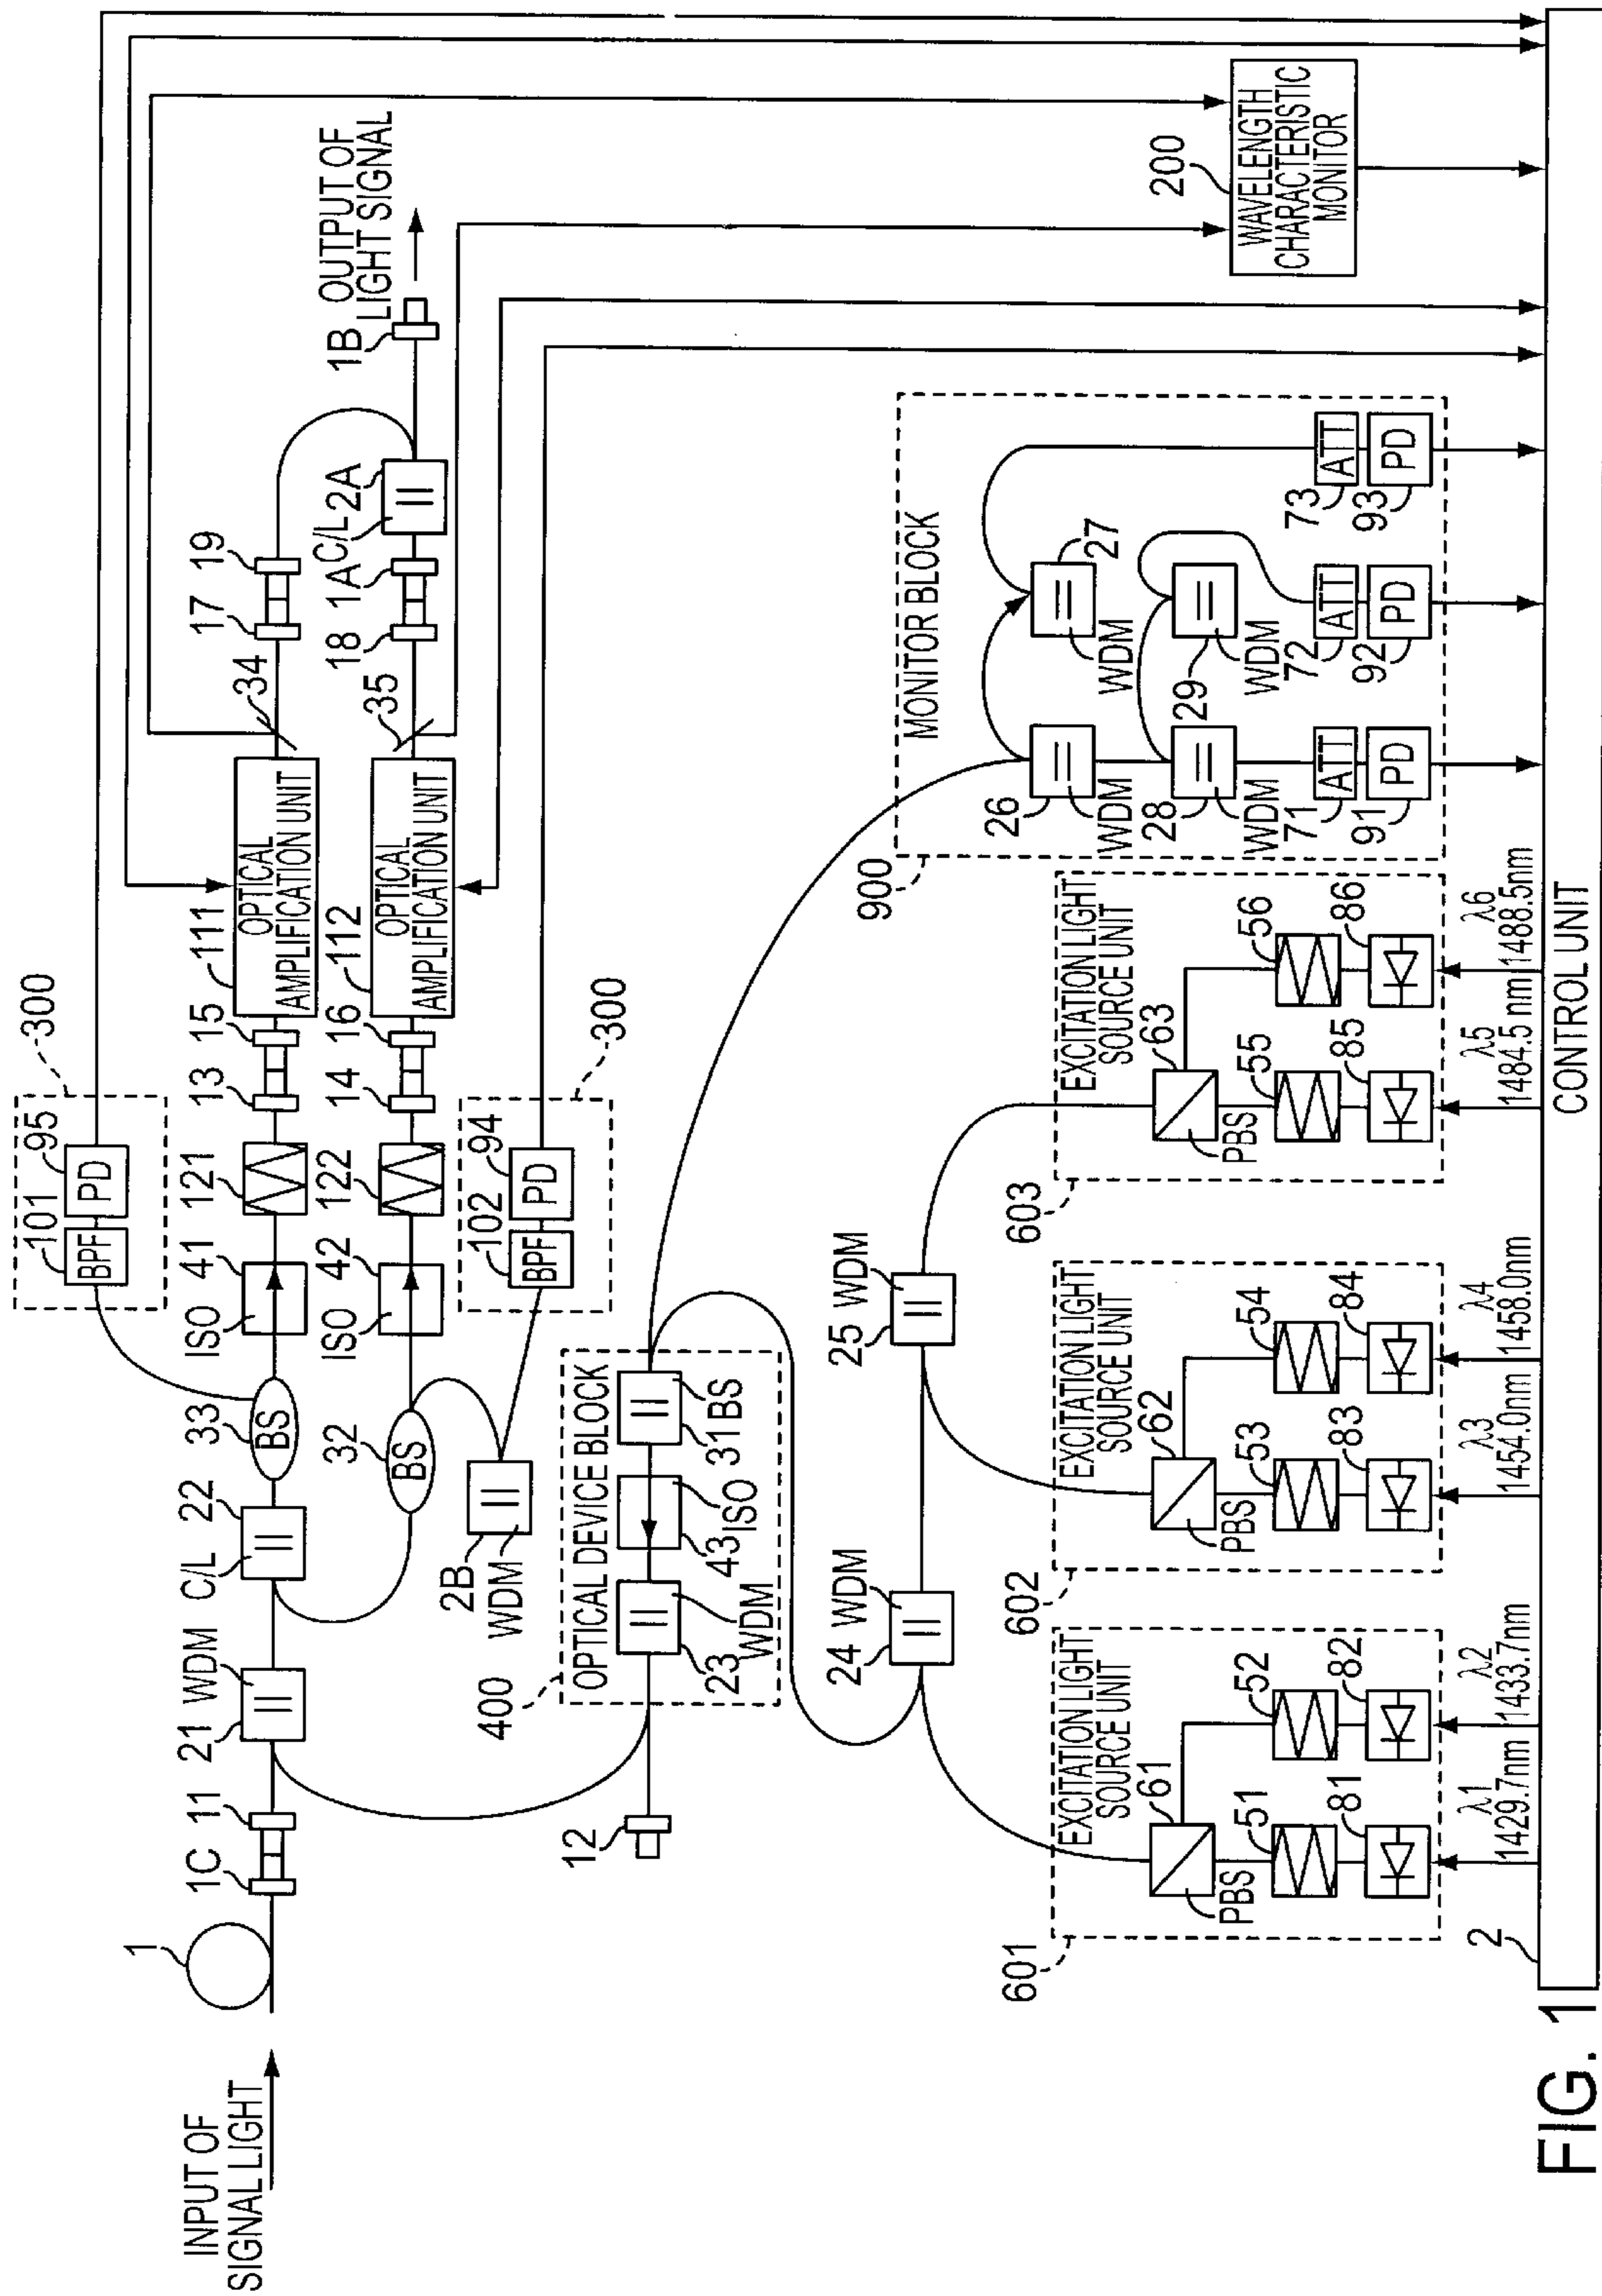 INPUT OF
SIGNAL LIGHT
1
1C
11
21 WDM
C/L
22
33
BS
ISO
41
121
13
15
111
OPTICAL
AMPLIFICATION UNIT
34
17
19
300
101
95
BPF
PD
32
BS
ISO
42
122
14
16
112
OPTICAL
AMPLIFICATION UNIT
35
18
1A
C/L
2A
1B
OUTPUT OF
LIGHT SIGNAL
2B
WDM
300
102
94
BPF
PD
200
WAVELENGTH
CHARACTERISTIC
MONITOR
12
400
OPTICAL DEVICE BLOCK
23
WDM
43
ISO
31
BS
24 WDM
25 WDM
900
MONITOR BLOCK
26
WDM
27
WDM
28
WDM
29
WDM
71
ATT
72
ATT
73
ATT
91
PD
92
PD
93
PD
601
EXCITATION LIGHT
SOURCE UNIT
61
PBS
51
52
81
82
602
EXCITATION LIGHT
SOURCE UNIT
62
PBS
53
54
83
84
603
EXCITATION LIGHT
SOURCE UNIT
63
PBS
55
56
85
86
λ1
1429.7nm
λ2
1433.7nm
λ3
1454.0nm
λ4
1458.0nm
λ5
1484.5 nm
λ6
1488.5nm
2
CONTROL UNIT
FIG. 1